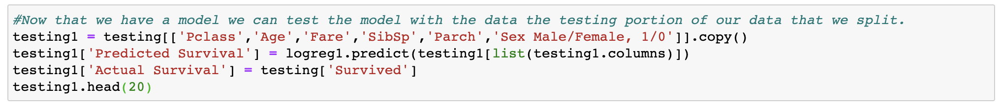 #Now that we have a model we can test the model with the data the testing portion of our data that we split.
testing1 = testing[['Pclass','Age','Fare','SibSp','Parch','Sex Male/Female, 1/0']].copy()
testing1['Predicted Survival'] = logreg1.predict(testing1[list(testing1.columns)])
testing1['Actual Survival'] = testing['Survived']
testing1.head(20)